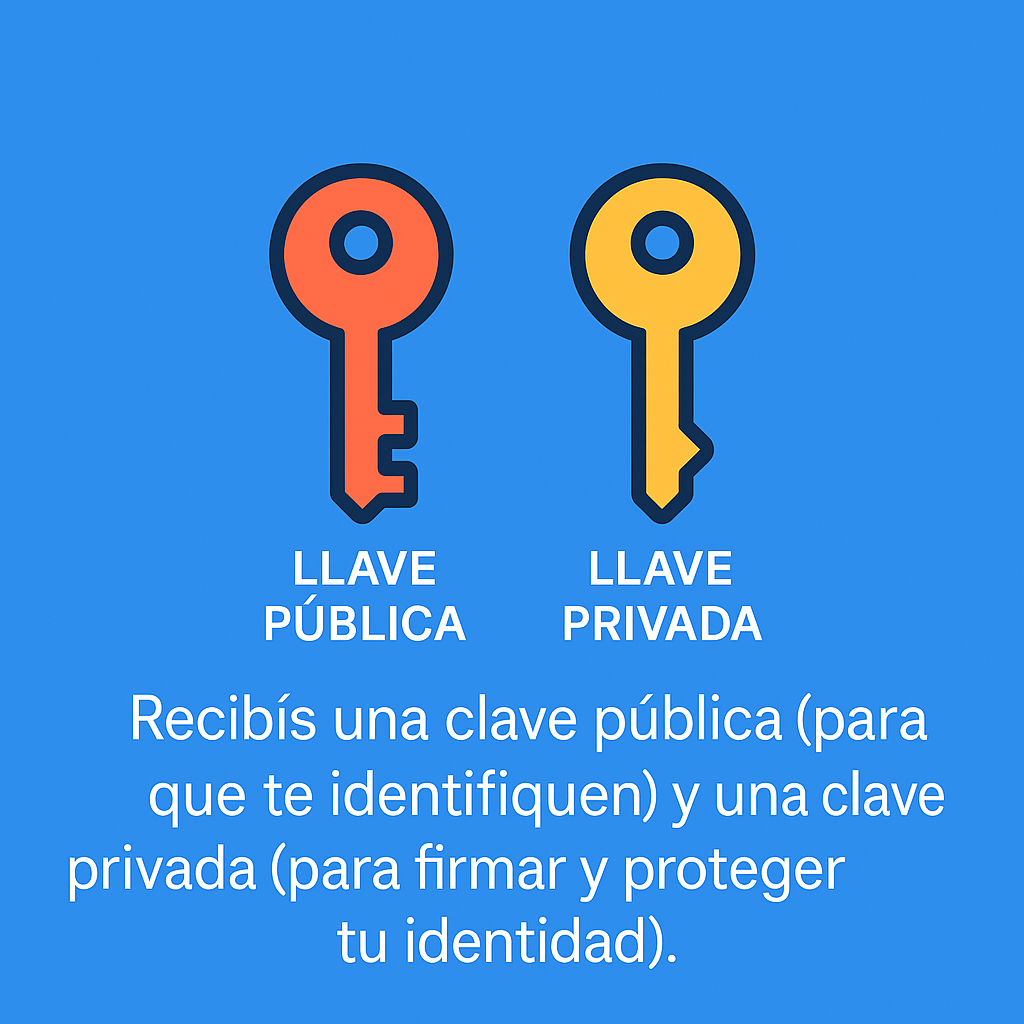 LLAVE
PÚBLICA
LLAVE
PRIVADA
Recibís una clave pública (para
que te identifiquen) y una clave
privada (para firmar y proteger
tu identidad).